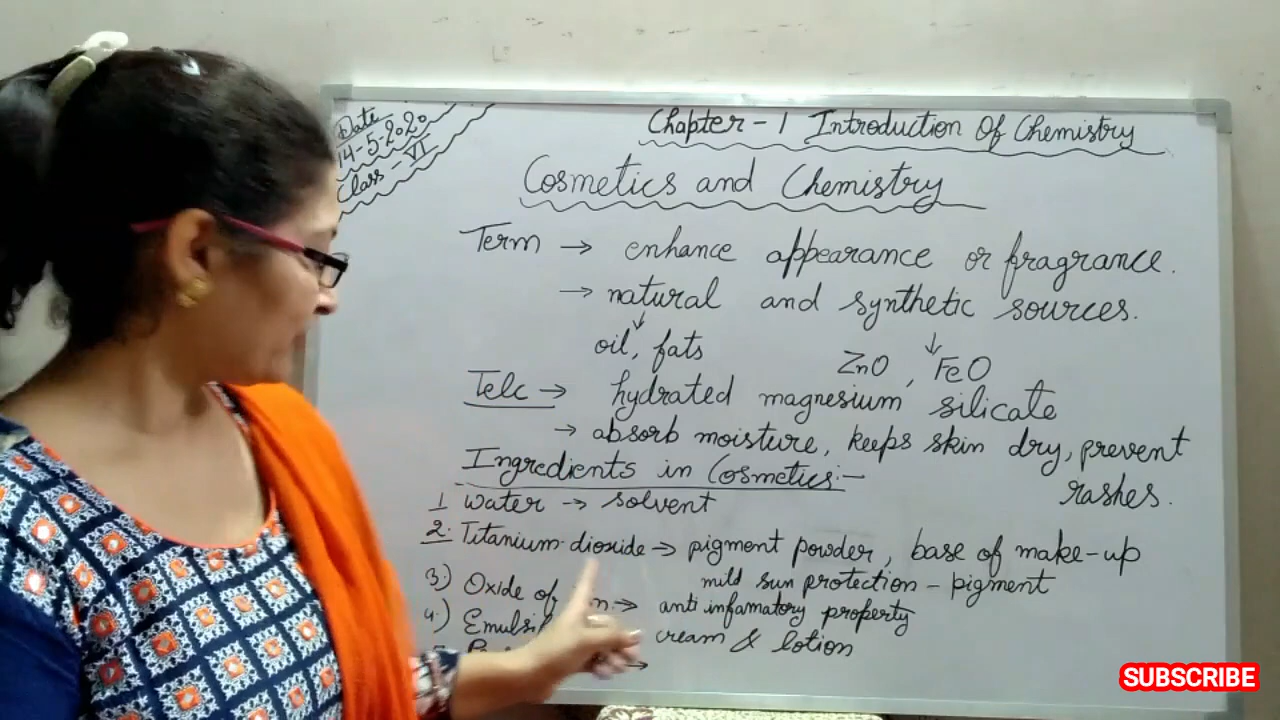 Date
14-5-2020
Class-VI
Chapter-1 Introduction Of Chemistry
Cosmetics and Chemistry
Term → enhance appearance or fragrance.
→ natural and synthetic sources.
oil, fats ZnO, FeO
Telc → hydrated magnesium silicate
→ absorb moisture, keeps skin dry, prevent
rashes.
Ingredients in Cosmetics:-
1 Water → solvent
2. Titanium dioxide → pigment powder, base of make-up
mild sun protection - pigment
3.) Oxide of → anti infamatory property
4.) cream & lotion
SUBSCRIBE